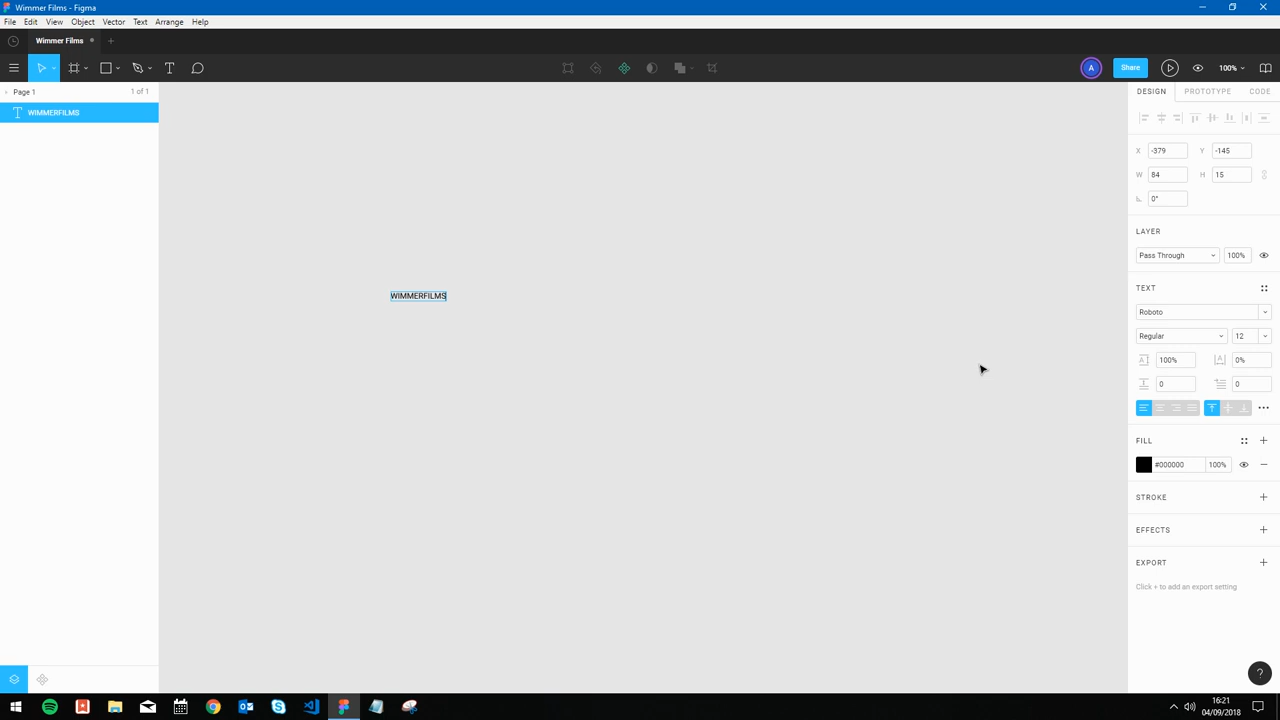 Wimmer Films - Figma
File Edit View Object Vector Text Arrange Help
Wimmer Films
A Share 100%
Page 1 1 of 1
DESIGN PROTOTYPE CODE
WIMMERFILMS
X -379 Y -145
W 84 H 15
0°
LAYER
Pass Through 100%
TEXT
WIMMERFILMS
Roboto
Regular 12
100% 0%
0 0
FILL
#000000 100%
STROKE
EFFECTS
EXPORT
Click + to add an export setting
?
16:21
04/09/2018